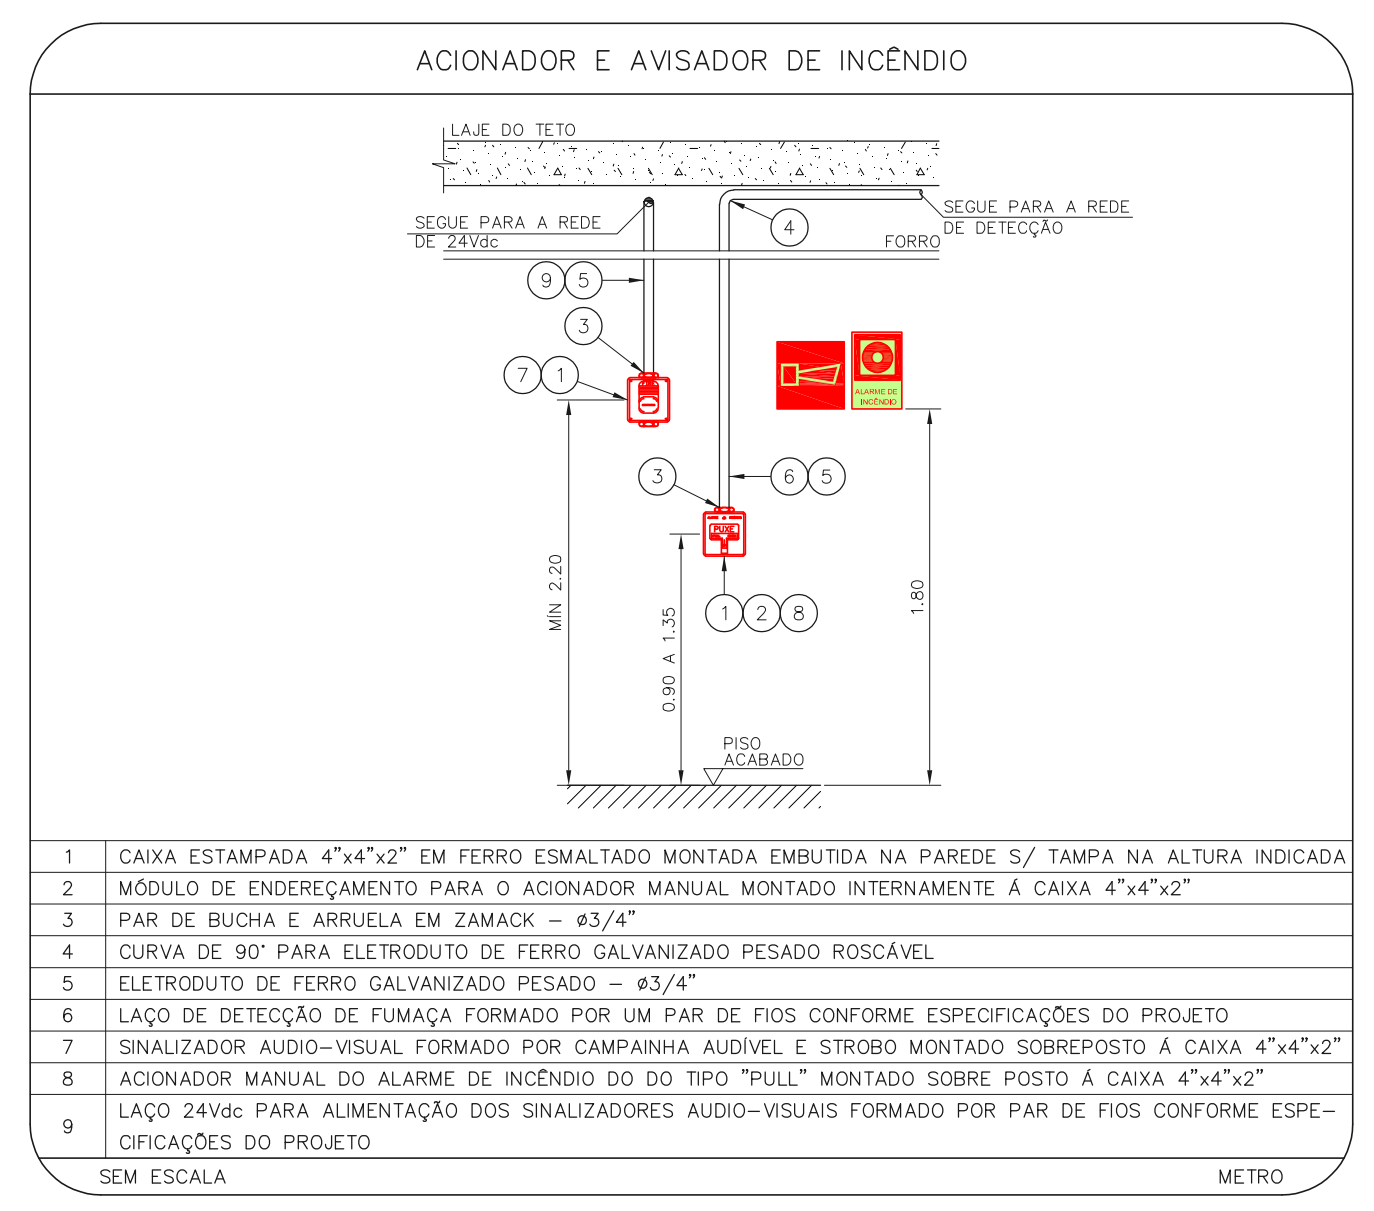 ACIONADOR E AVISADOR DE INCÊNDIO
LAJE DO TETO
SEGUE PARA A REDE
DE 24Vdc
4
SEGUE PARA A REDE
DE DETECÇÃO
FORRO
9 5
3
7 1
ALARME DE
INCÊNDIO
3
6 5
PUXE
1 2 8
MÍN 2.20
0.90 A 1.35
1.80
PISO
ACABADO
1 CAIXA ESTAMPADA 4"x4"x2" EM FERRO ESMALTADO MONTADA EMBUTIDA NA PAREDE S/ TAMPA NA ALTURA INDICADA
2 MÓDULO DE ENDEREÇAMENTO PARA O ACIONADOR MANUAL MONTADO INTERNAMENTE Á CAIXA 4"x4"x2"
3 PAR DE BUCHA E ARRUELA EM ZAMACK – ø3/4"
4 CURVA DE 90° PARA ELETRODUTO DE FERRO GALVANIZADO PESADO ROSCÁVEL
5 ELETRODUTO DE FERRO GALVANIZADO PESADO – ø3/4"
6 LAÇO DE DETECÇÃO DE FUMAÇA FORMADO POR UM PAR DE FIOS CONFORME ESPECIFICAÇÕES DO PROJETO
7 SINALIZADOR AUDIO–VISUAL FORMADO POR CAMPAINHA AUDÍVEL E STROBO MONTADO SOBREPOSTO Á CAIXA 4"x4"x2"
8 ACIONADOR MANUAL DO ALARME DE INCÊNDIO DO DO TIPO "PULL" MONTADO SOBRE POSTO Á CAIXA 4"x4"x2"
9 LAÇO 24Vdc PARA ALIMENTAÇÃO DOS SINALIZADORES AUDIO–VISUAIS FORMADO POR PAR DE FIOS CONFORME ESPE–
CIFICAÇÕES DO PROJETO
SEM ESCALA
METRO